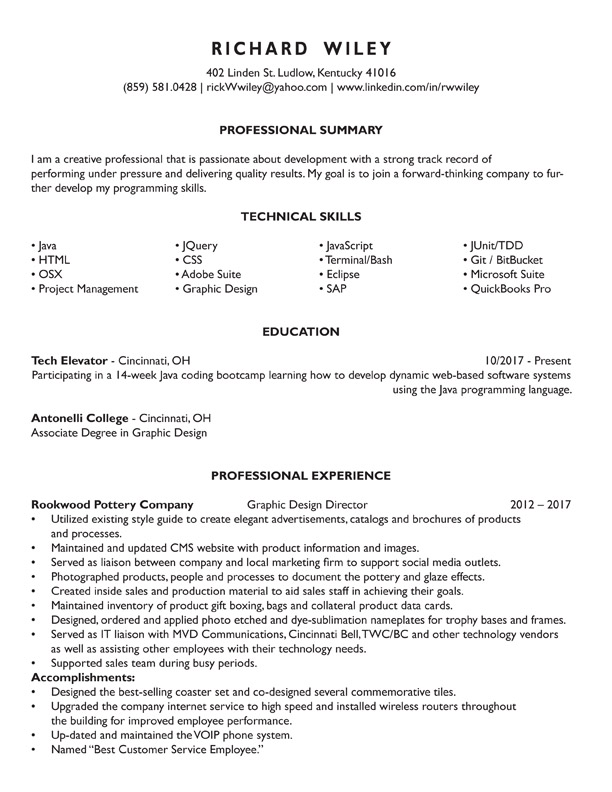 RICHARD WILEY
402 Linden St. Ludlow, Kentucky 41016
(859) 581.0428 | rickWwiley@yahoo.com | www.linkedin.com/in/rwwiley
PROFESSIONAL SUMMARY
I am a creative professional that is passionate about development with a strong track record of
performing under pressure and delivering quality results. My goal is to join a forward-thinking company to fur-
ther develop my programming skills.
TECHNICAL SKILLS
• Java • JQuery • JavaScript • JUnit/TDD
• HTML • CSS • Terminal/Bash • Git / BitBucket
• OSX • Adobe Suite • Eclipse • Microsoft Suite
• Project Management • Graphic Design • SAP • QuickBooks Pro
EDUCATION
Tech Elevator - Cincinnati, OH 10/2017 - Present
Participating in a 14-week Java coding bootcamp learning how to develop dynamic web-based software systems
using the Java programming language.
Antonelli College - Cincinnati, OH
Associate Degree in Graphic Design
PROFESSIONAL EXPERIENCE
Rookwood Pottery Company Graphic Design Director 2012 – 2017
• Utilized existing style guide to create elegant advertisements, catalogs and brochures of products
and processes.
• Maintained and updated CMS website with product information and images.
• Served as liaison between company and local marketing firm to support social media outlets.
• Photographed products, people and processes to document the pottery and glaze effects.
• Created inside sales and production material to aid sales staff in achieving their goals.
• Maintained inventory of product gift boxing, bags and collateral product data cards.
• Designed, ordered and applied photo etched and dye-sublimation nameplates for trophy bases and frames.
• Served as IT liaison with MVD Communications, Cincinnati Bell, TWC/BC and other technology vendors
as well as assisting other employees with their technology needs.
• Supported sales team during busy periods.
Accomplishments:
• Designed the best-selling coaster set and co-designed several commemorative tiles.
• Upgraded the company internet service to high speed and installed wireless routers throughout
the building for improved employee performance.
• Up-dated and maintained the VOIP phone system.
• Named “Best Customer Service Employee.”